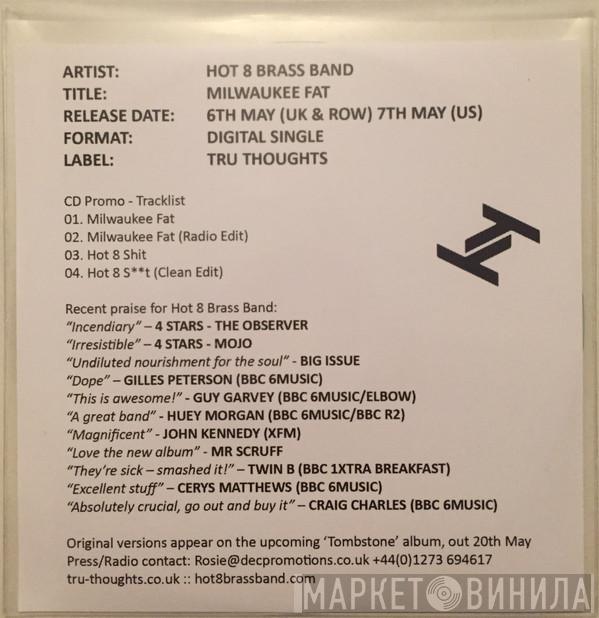 ARTIST: HOT 8 BRASS BAND
TITLE: MILWAUKEE FAT
RELEASE DATE: 6TH MAY (UK & ROW) 7TH MAY (US)
FORMAT: DIGITAL SINGLE
LABEL: TRU THOUGHTS
CD Promo - Tracklist
01. Milwaukee Fat
02. Milwaukee Fat (Radio Edit)
03. Hot 8 Shit
04. Hot 8 S**t (Clean Edit)
Recent praise for Hot 8 Brass Band:
“Incendiary” – 4 STARS - THE OBSERVER
“Irresistible” – 4 STARS - MOJO
“Undiluted nourishment for the soul” - BIG ISSUE
“Dope” – GILLES PETERSON (BBC 6MUSIC)
“This is awesome!” - GUY GARVEY (BBC 6MUSIC/ELBOW)
“A great band” - HUEY MORGAN (BBC 6MUSIC/BBC R2)
“Magnificent” - JOHN KENNEDY (XFM)
“Love the new album” - MR SCRUFF
“They’re sick – smashed it!” – TWIN B (BBC 1XTRA BREAKFAST)
“Excellent stuff” – CERYS MATTHEWS (BBC 6MUSIC)
“Absolutely crucial, go out and buy it” – CRAIG CHARLES (BBC 6MUSIC)
Original versions appear on the upcoming ‘Tombstone’ album, out 20th May
Press/Radio contact: Rosie@decpromotions.co.uk +44(0)1273 694617
tru-thoughts.co.uk :: hot8brassband.com
МАРКЕТ ВИНИЛА